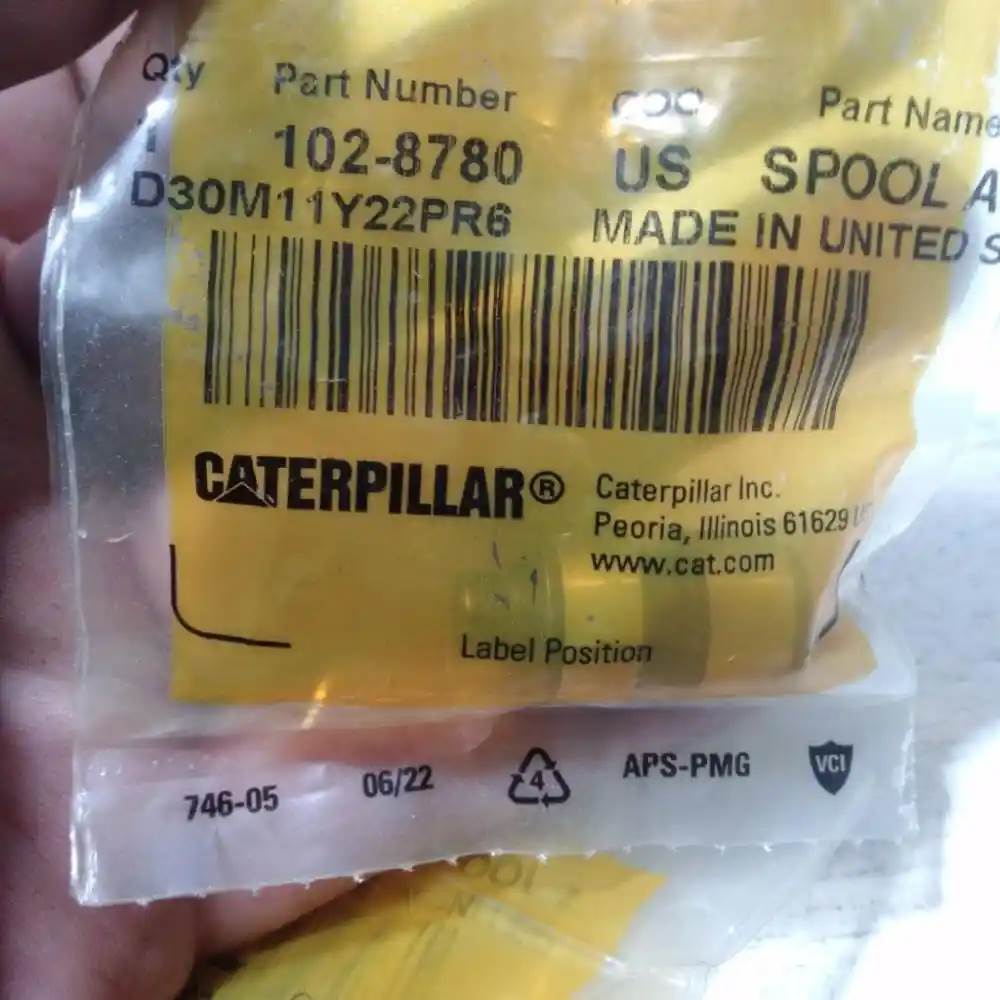 Qty Part Number COO Part Name
1 102-8780 US SPOOL A
D30M11Y22PR6 MADE IN UNITED S
CATERPILLAR®
Caterpillar Inc.
Peoria, Illinois 61629
www.cat.com
Label Position
746-05 06/22 4 APS-PMG VCI